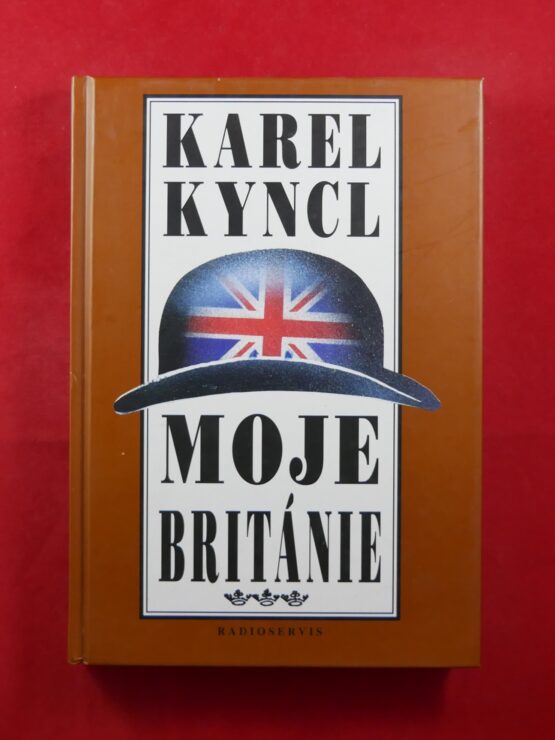 KAREL
KYNCL
MOJE
BRITÁNIE
RADIOSERVIS